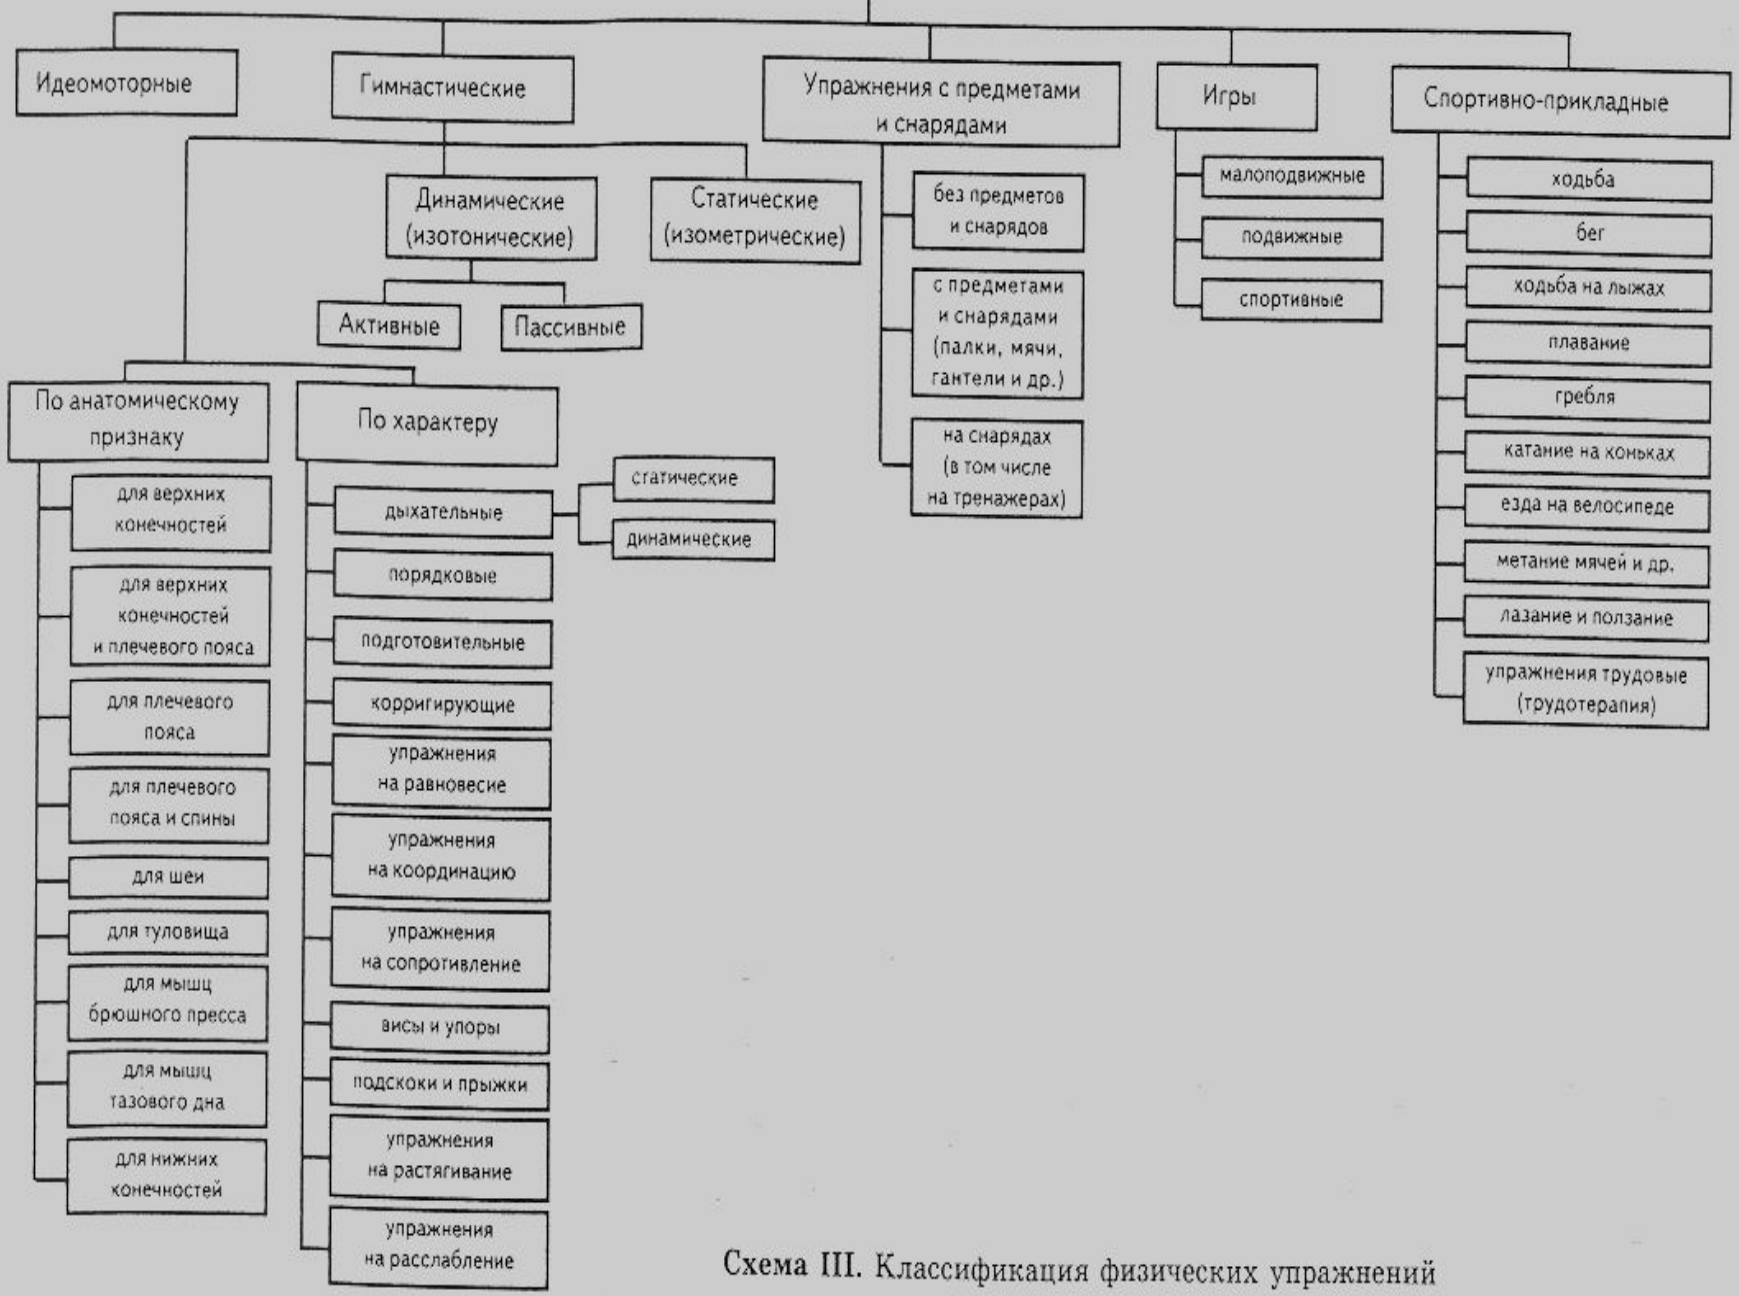 Идеомоторные
Гимнастические
Упражнения с предметами
и снарядами
Игры
Спортивно-прикладные
Динамические
(изотонические)
Статические
(изометрические)
Активные
Пассивные
без предметов
и снарядов
с предметами
и снарядами
(палки, мячи,
гантели и др.)
на снарядах
(в том числе
на тренажерах)
малоподвижные
подвижные
спортивные
ходьба
бег
ходьба на лыжах
плавание
гребля
катание на коньках
езда на велосипеде
метание мячей и др.
лазание и ползание
упражнения трудовые
(трудотерапия)
По анатомическому
признаку
для верхних
конечностей
для верхних
конечностей
и плечевого пояса
для плечевого
пояса
для плечевого
пояса и спины
для шеи
для туловища
для мышц
брюшного пресса
для мышц
тазового дна
для нижних
конечностей
По характеру
дыхательные
статические
динамические
порядковые
подготовительные
корригирующие
упражнения
на равновесие
упражнения
на координацию
упражнения
на сопротивление
висы и упоры
подскоки и прыжки
упражнения
на растягивание
упражнения
на расслабление
Схема III. Классификация физических упражнений